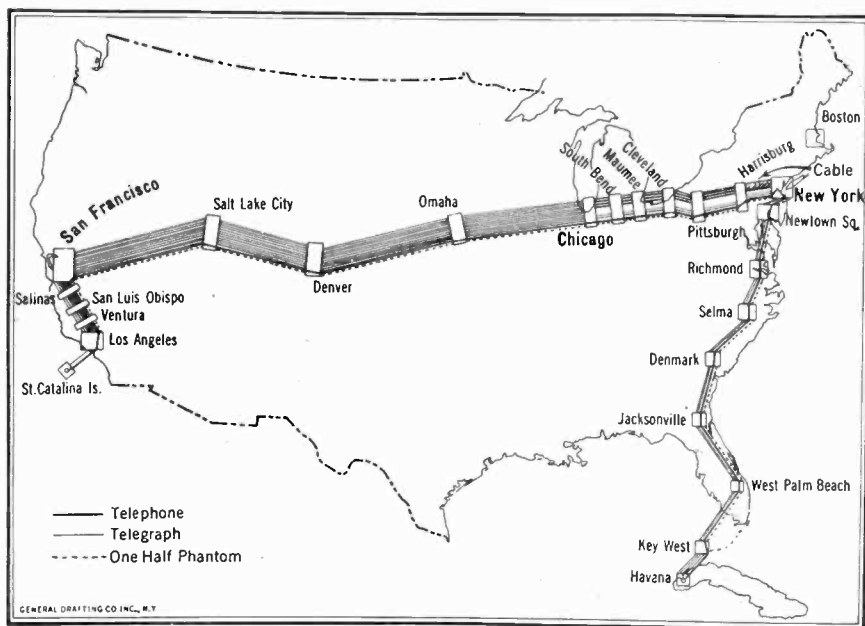 Boston
Cleveland
Maumee
South Bend
Harrisburg
Cable
New York
Newtown Sq.
San Francisco
Salt Lake City
Omaha
Chicago
Pittsburgh
Denver
Richmond
Salinas
San Luis Obispo
Ventura
Los Angeles
St. Catalina Is.
Selma
Denmark
Jacksonville
West Palm Beach
Key West
Havana
Telephone
Telegraph
One Half Phantom
GENERAL DRAFTING CO. INC., N.Y.